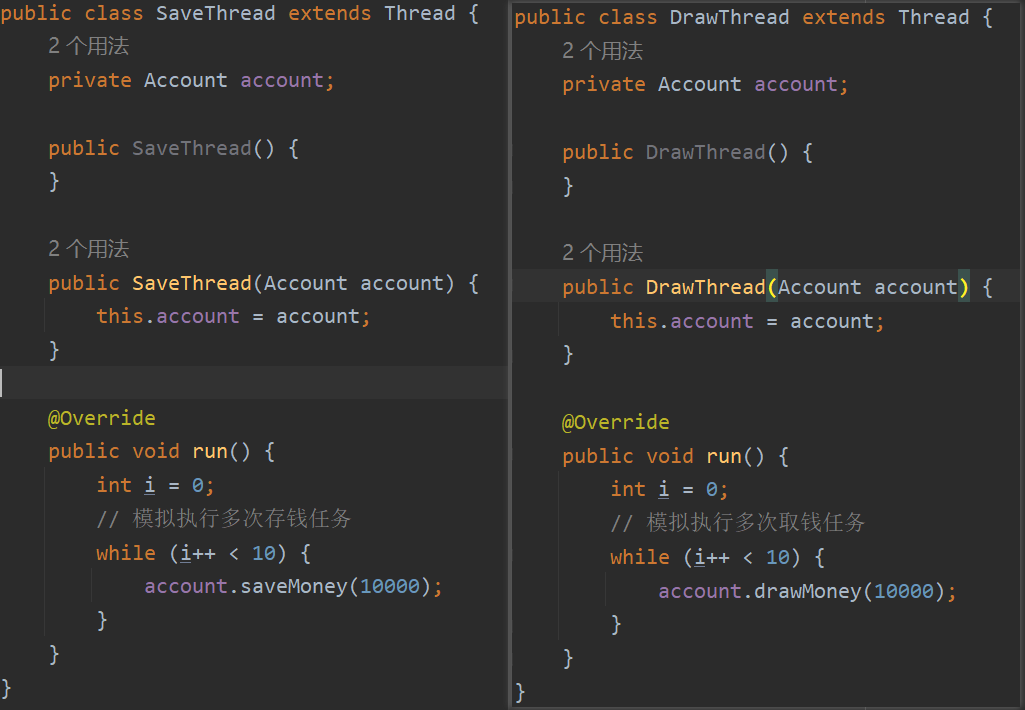 public class SaveThread extends Thread {
2 个用法
private Account account;
public SaveThread() {
}
2 个用法
public SaveThread(Account account) {
this.account = account;
}
@Override
public void run() {
int i = 0;
// 模拟执行多次存钱任务
while (i++ < 10) {
account.saveMoney(10000);
}
}
}
public class DrawThread extends Thread {
2 个用法
private Account account;
public DrawThread() {
}
2 个用法
public DrawThread(Account account) {
this.account = account;
}
@Override
public void run() {
int i = 0;
// 模拟执行多次取钱任务
while (i++ < 10) {
account.drawMoney(10000);
}
}
}